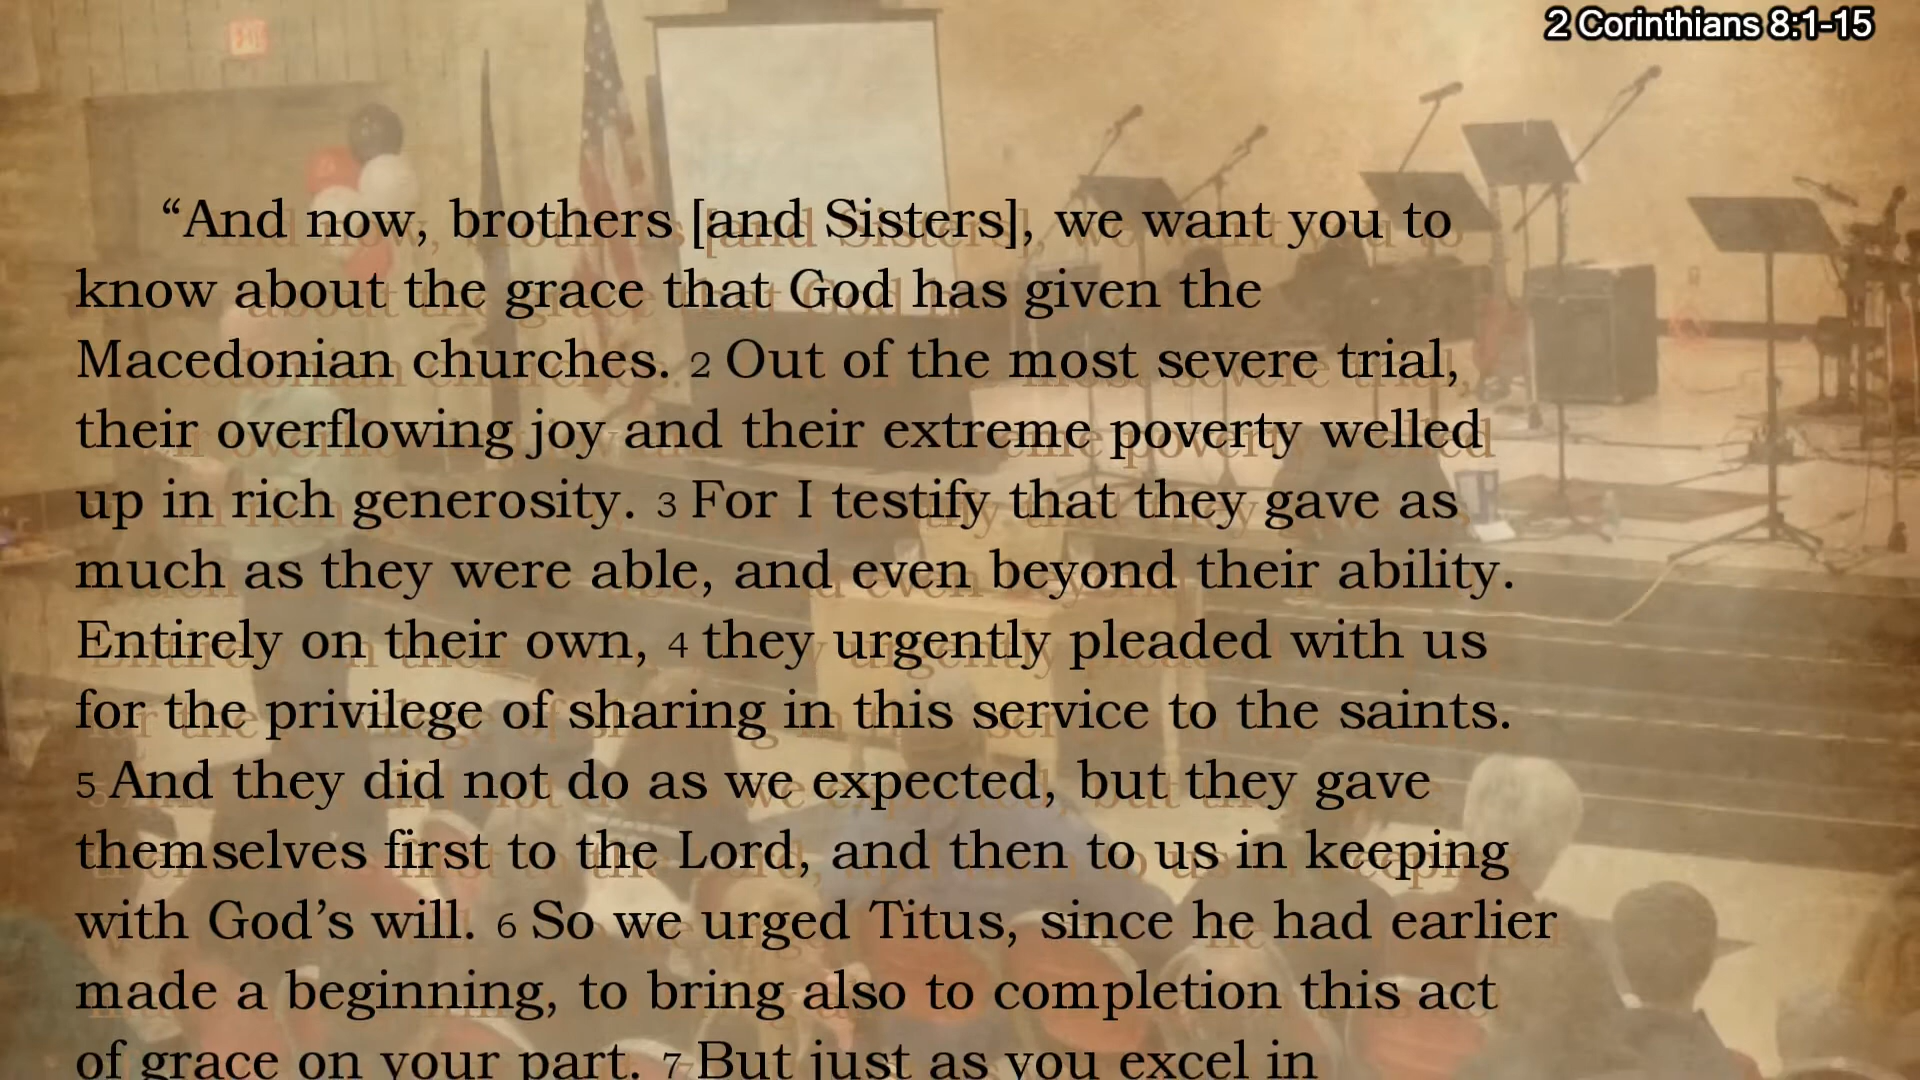 2 Corinthians 8:1-15
“And now, brothers [and Sisters], we want you to
know about the grace that God has given the
Macedonian churches. 2 Out of the most severe trial,
their overflowing joy and their extreme poverty welled
up in rich generosity. 3 For I testify that they gave as
much as they were able, and even beyond their ability.
Entirely on their own, 4 they urgently pleaded with us
for the privilege of sharing in this service to the saints.
5 And they did not do as we expected, but they gave
themselves first to the Lord, and then to us in keeping
with God’s will. 6 So we urged Titus, since he had earlier
made a beginning, to bring also to completion this act
of grace on your part. 7 But just as you excel in